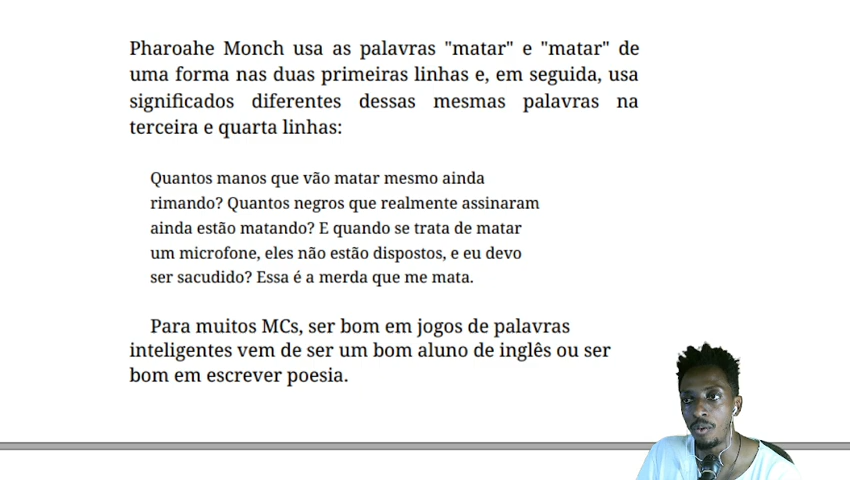 Pharoahe Monch usa as palavras "matar" e "matar" de
uma forma nas duas primeiras linhas e, em seguida, usa
significados diferentes dessas mesmas palavras na
terceira e quarta linhas:
Quantos manos que vão matar mesmo ainda
rimando? Quantos negros que realmente assinaram
ainda estão matando? E quando se trata de matar
um microfone, eles não estão dispostos, e eu devo
ser sacudido? Essa é a merda que me mata.
Para muitos MCs, ser bom em jogos de palavras
inteligentes vem de ser um bom aluno de inglês ou ser
bom em escrever poesia.